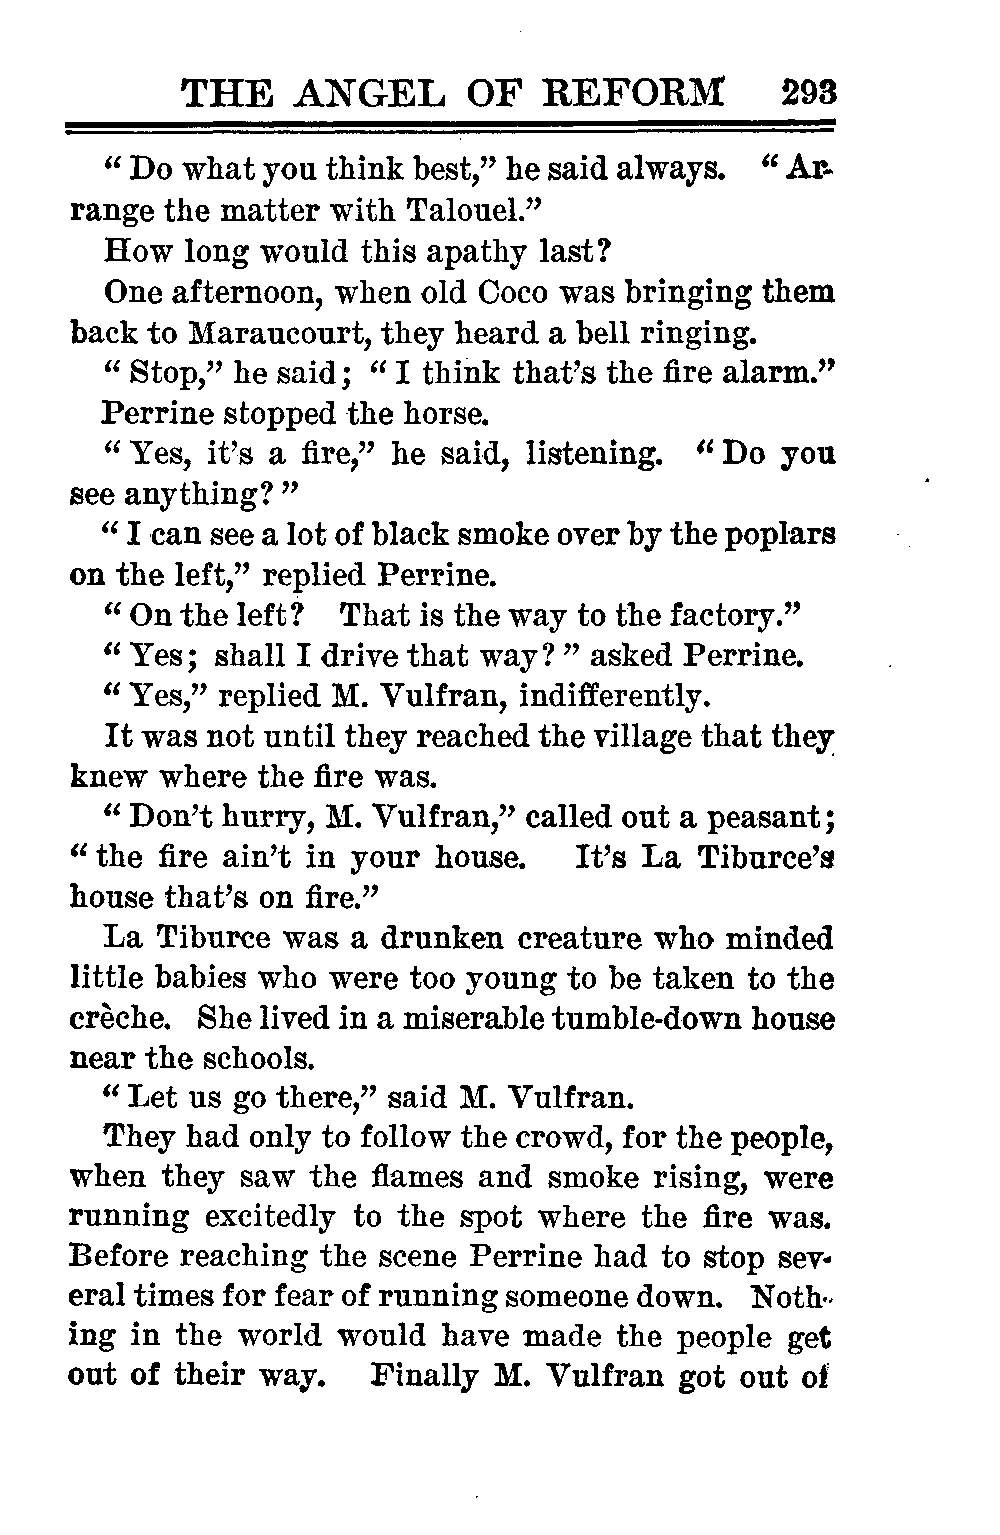 THE ANGEL OF REFORM 293
“Do what you think best,” he said always. “Ar-
range the matter with Talouel.”
How long would this apathy last?
One afternoon, when old Coco was bringing them
back to Maraucourt, they heard a bell ringing.
“Stop,” he said; “I think that’s the fire alarm.”
Perrine stopped the horse.
“Yes, it’s a fire,” he said, listening. “Do you
see anything?”
“I can see a lot of black smoke over by the poplars
on the left,” replied Perrine.
“On the left? That is the way to the factory.”
“Yes; shall I drive that way?” asked Perrine.
“Yes,” replied M. Vulfran, indifferently.
It was not until they reached the village that they
knew where the fire was.
“Don’t hurry, M. Vulfran,” called out a peasant;
“the fire ain’t in your house. It’s La Tiburce’s
house that’s on fire.”
La Tiburce was a drunken creature who minded
little babies who were too young to be taken to the
crèche. She lived in a miserable tumble-down house
near the schools.
“Let us go there,” said M. Vulfran.
They had only to follow the crowd, for the people,
when they saw the flames and smoke rising, were
running excitedly to the spot where the fire was.
Before reaching the scene Perrine had to stop sev-
eral times for fear of running someone down. Noth-
ing in the world would have made the people get
out of their way. Finally M. Vulfran got out of